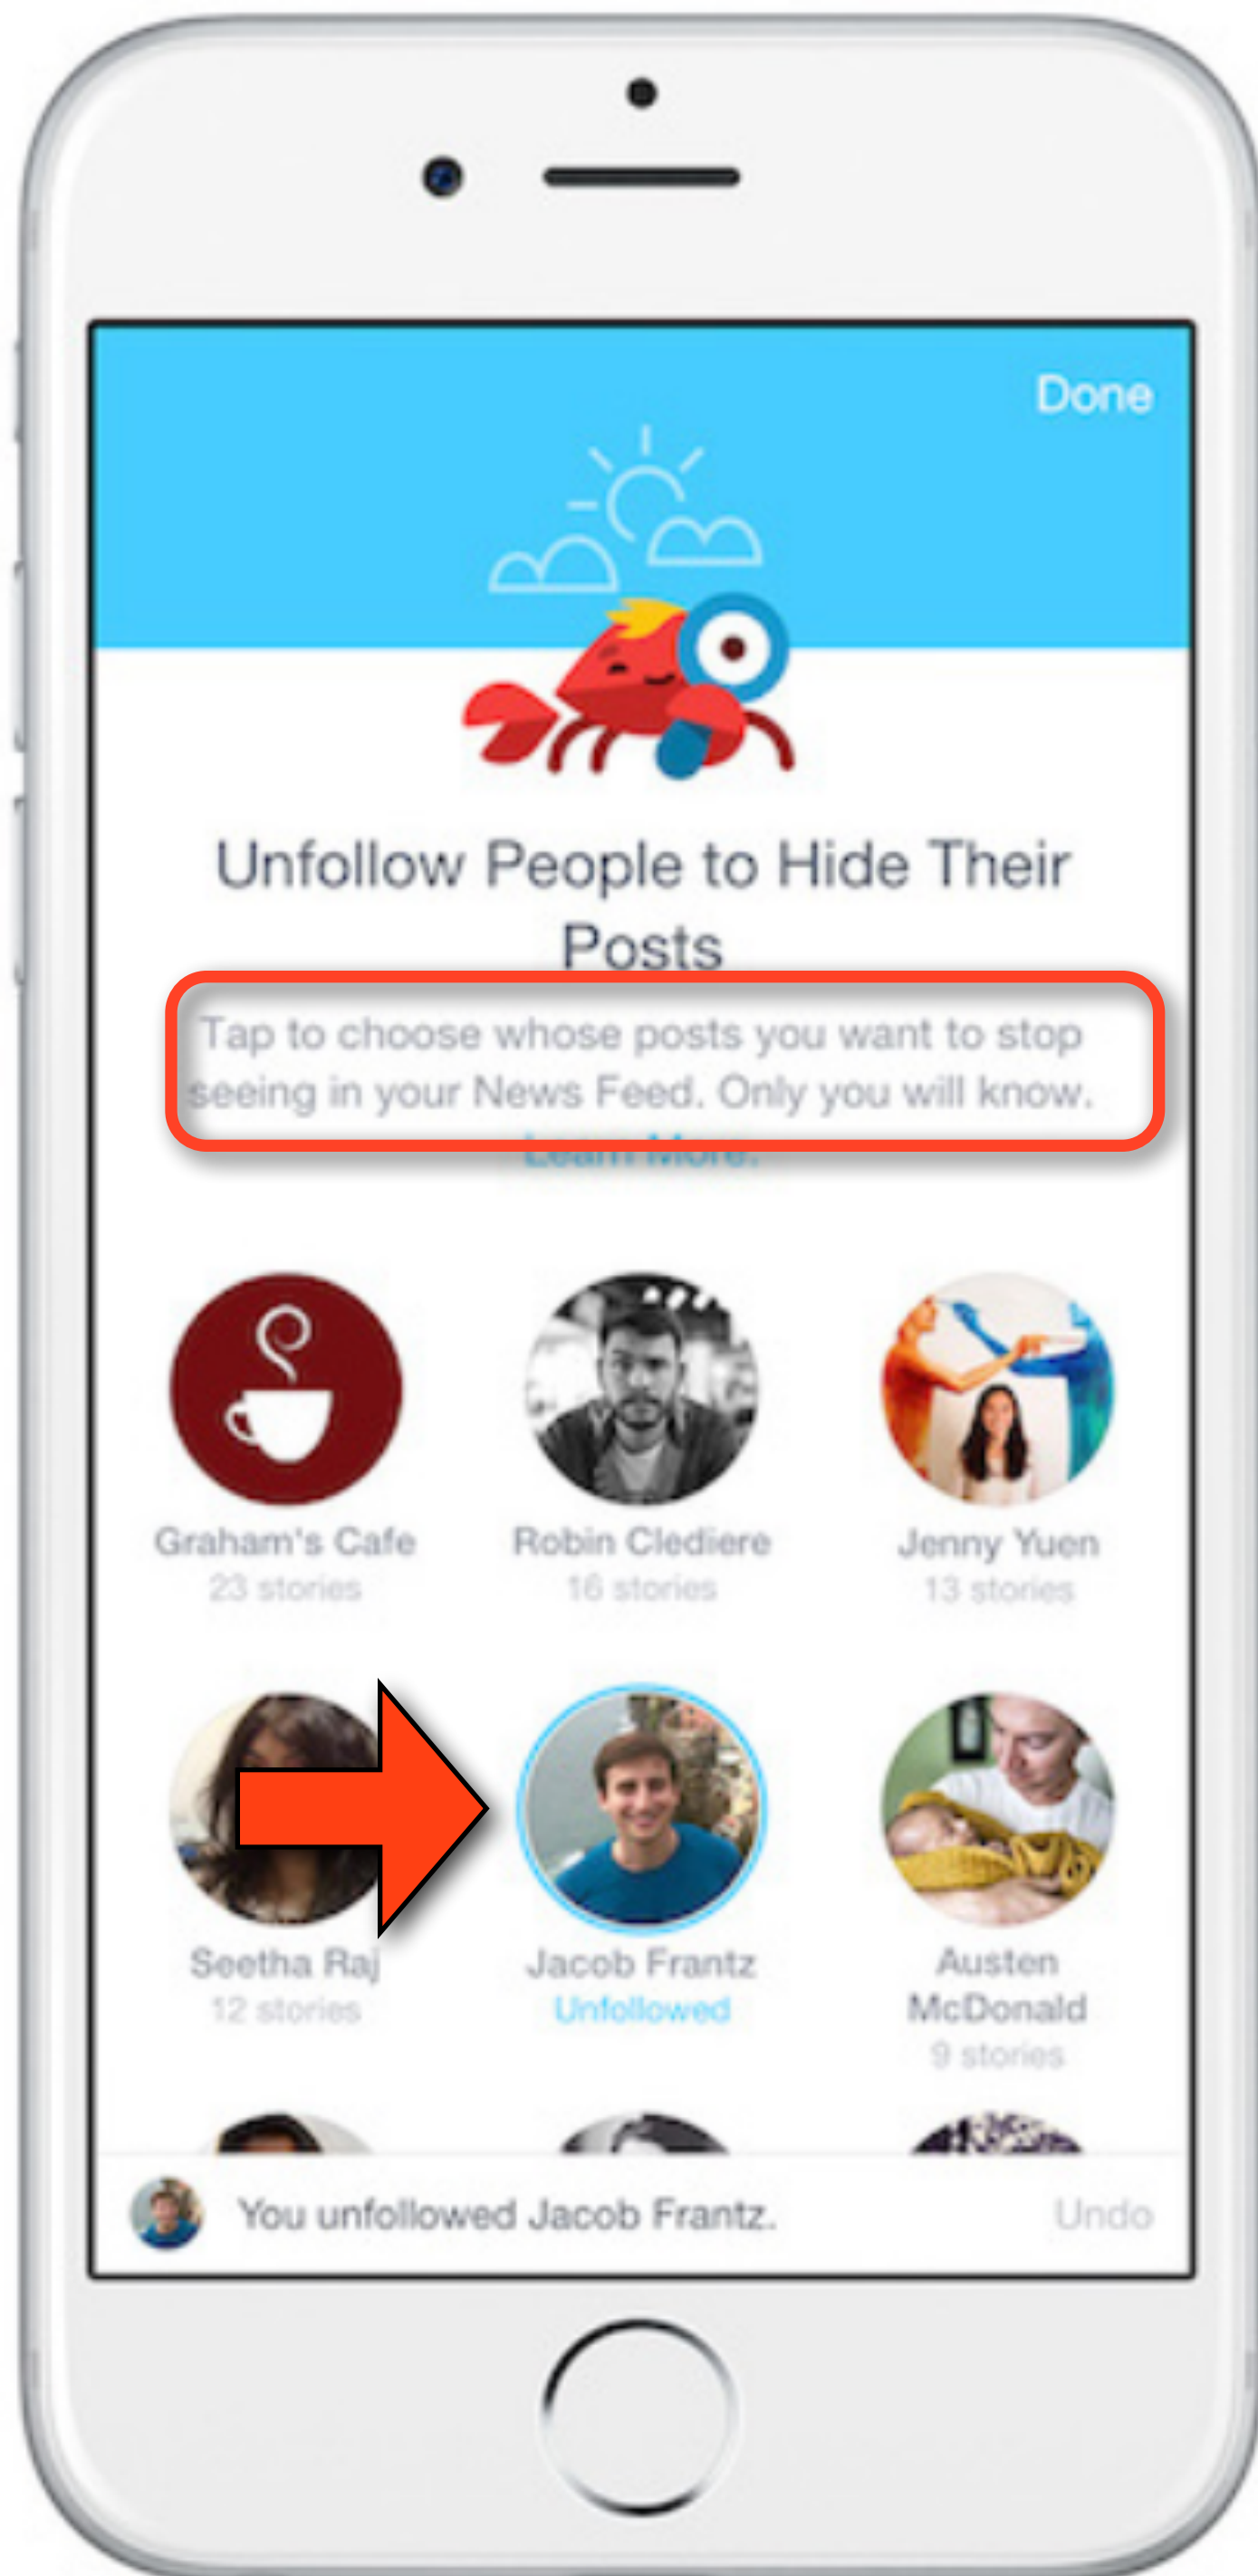 Done
Unfollow People to Hide Their
Posts
Tap to choose whose posts you want to stop
seeing in your News Feed. Only you will know.
Learn More.
Graham's Cafe
23 stories
Robin Clediere
16 stories
Jenny Yuen
13 stories
Seetha Raj
12 stories
Jacob Frantz
Unfollowed
Austen
McDonald
9 stories
You unfollowed Jacob Frantz.
Undo